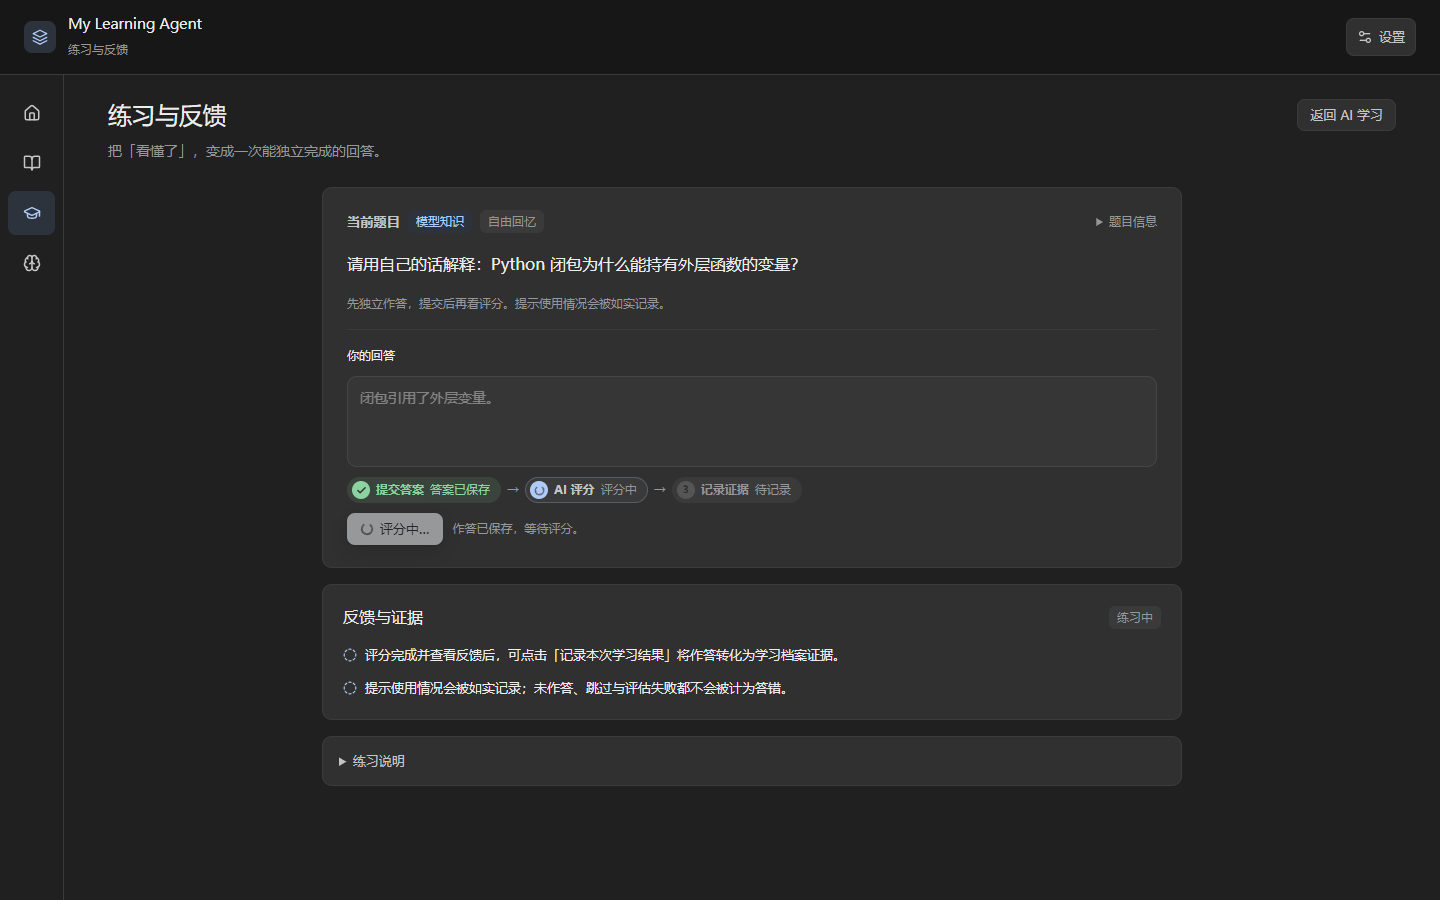 My Learning Agent
练习与反馈
设置
练习与反馈
返回 AI 学习
把「看懂了」，变成一次能独立完成的回答。
当前题目 模型知识 自由回忆
▶ 题目信息
请用自己的话解释：Python 闭包为什么能持有外层函数的变量？
先独立作答，提交后再看评分。提示使用情况会被如实记录。
你的回答
闭包引用了外层变量。
提交答案 答案已保存 → AI 评分 评分中 → 3 记录证据 待记录
评分中... 作答已保存，等待评分。
反馈与证据
练习中
评分完成并查看反馈后，可点击「记录本次学习结果」将作答转化为学习档案证据。
提示使用情况会被如实记录；未作答、跳过与评估失败都不会被计为答错。
▶ 练习说明